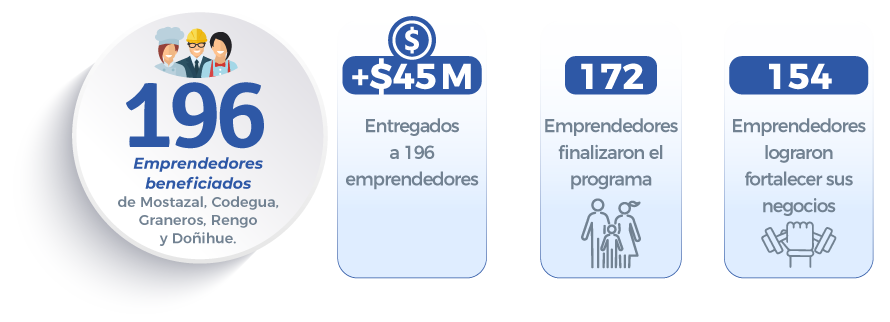 196
Emprendedores
beneficiados
de Mostazal, Codegua,
Graneros, Rengo
y Doñihue.
$
+$45 M
Entregados
a 196
emprendedores
172
Emprendedores
finalizaron el
programa
154
Emprendedores
lograron
fortalecer sus
negocios